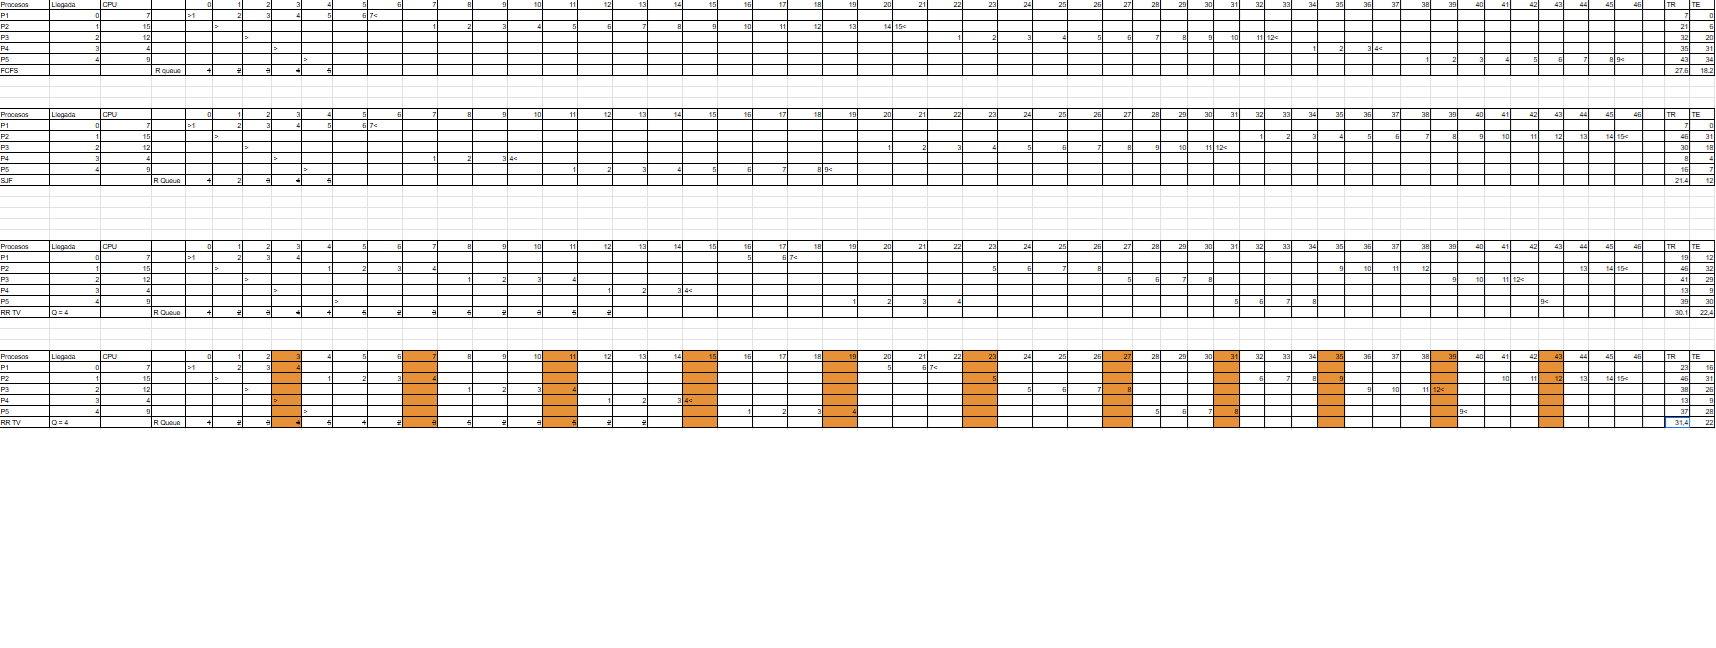 Procesos Llegada CPU 0 1 2 3 4 5 6 7 8 9 10 11 12 13 14 15 16 17 18 19 20 21 22 23 24 25 26 27 28 29 30 31 32 33 34 35 36 37 38 39 40 41 42 43 44 45 46 TR TE
P1 0 7 >1 2 3 4 5 6 7< 7 0
P2 1 15 > 1 2 3 4 5 6 7 8 9 10 11 12 13 14 15< 21 6
P3 2 12 > 1 2 3 4 5 6 7 8 9 10 11 12< 32 20
P4 3 4 > 1 2 3 4< 35 31
P5 4 9 > 1 2 3 4 5 6 7 8 9< 43 34
FCFS R queue 1 2 3 4 5 27.6 18.2
Procesos Llegada CPU 0 1 2 3 4 5 6 7 8 9 10 11 12 13 14 15 16 17 18 19 20 21 22 23 24 25 26 27 28 29 30 31 32 33 34 35 36 37 38 39 40 41 42 43 44 45 46 TR TE
P1 0 7 >1 2 3 4 5 6 7< 7 0
P2 1 15 > 1 2 3 4 5 6 7 8 9 10 11 12 13 14 15< 46 31
P3 2 12 > 1 2 3 4 5 6 7 8 9 10 11 12< 30 18
P4 3 4 > 1 2 3 4< 8 4
P5 4 9 > 1 2 3 4 5 6 7 8 9< 16 7
SJF R Queue 1 2 3 4 5 21.4 12
Procesos Llegada CPU 0 1 2 3 4 5 6 7 8 9 10 11 12 13 14 15 16 17 18 19 20 21 22 23 24 25 26 27 28 29 30 31 32 33 34 35 36 37 38 39 40 41 42 43 44 45 46 TR TE
P1 0 7 >1 2 3 4 5 6 7< 19 12
P2 1 15 > 1 2 3 4 5 6 7 8 9 10 11 12 13 14 15< 46 32
P3 2 12 > 1 2 3 4 5 6 7 8 9 10 11 12< 41 29
P4 3 4 > 1 2 3 4< 13 9
P5 4 9 > 1 2 3 4 5 6 7 8 9< 39 30
RR TV Q = 4 R Queue 1 2 3 4 1 5 2 3 5 2 3 5 2 30.1 22,4
Procesos Llegada CPU 0 1 2 3 4 5 6 7 8 9 10 11 12 13 14 15 16 17 18 19 20 21 22 23 24 25 26 27 28 29 30 31 32 33 34 35 36 37 38 39 40 41 42 43 44 45 46 TR TE
P1 0 7 >1 2 3 4 5 6 7< 23 16
P2 1 15 > 1 2 3 4 5 6 7 8 9 10 11 12 13 14 15< 46 31
P3 2 12 > 1 2 3 4 5 6 7 8 9 10 11 12< 38 26
P4 3 4 > 1 2 3 4< 13 9
P5 4 9 > 1 2 3 4 5 6 7 8 9< 37 28
RR TV Q = 4 R Queue 1 2 3 4 5 1 2 3 5 2 3 5 2 2 31,4 22